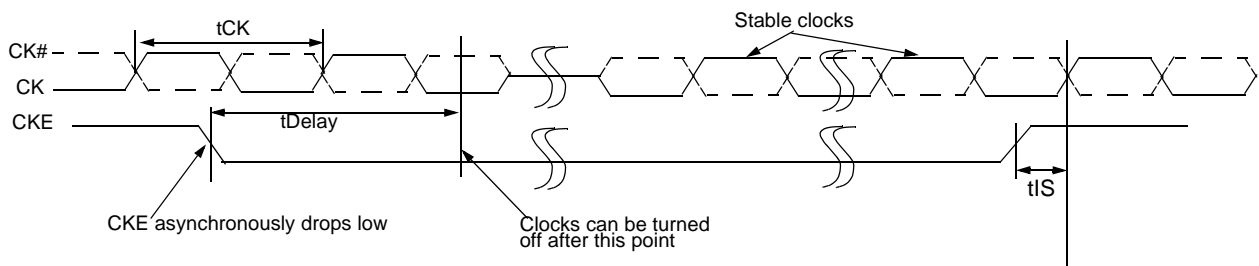 Stable clocks
tCK
CK#
CK
tDelay
CKE
tIS
CKE asynchronously drops low
Clocks can be turned
off after this point